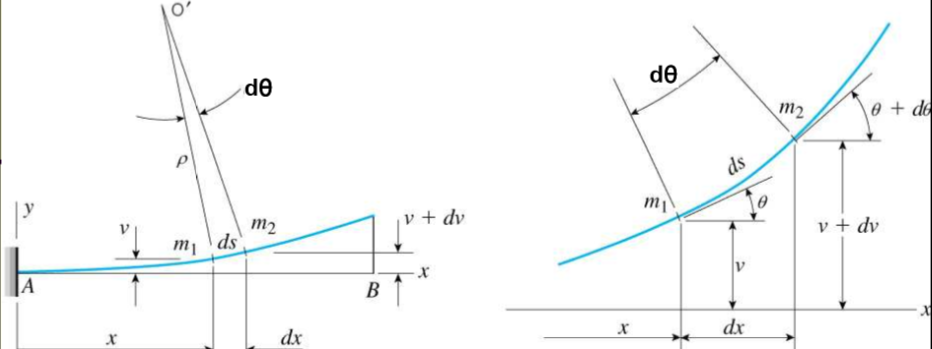 O'
dθ
ρ
y
v
m₁
ds
m₂
v + dv
x
A
B
x
dx
dθ
m₂
θ + dθ
ds
m₁
θ
v + dv
v
x
x
dx